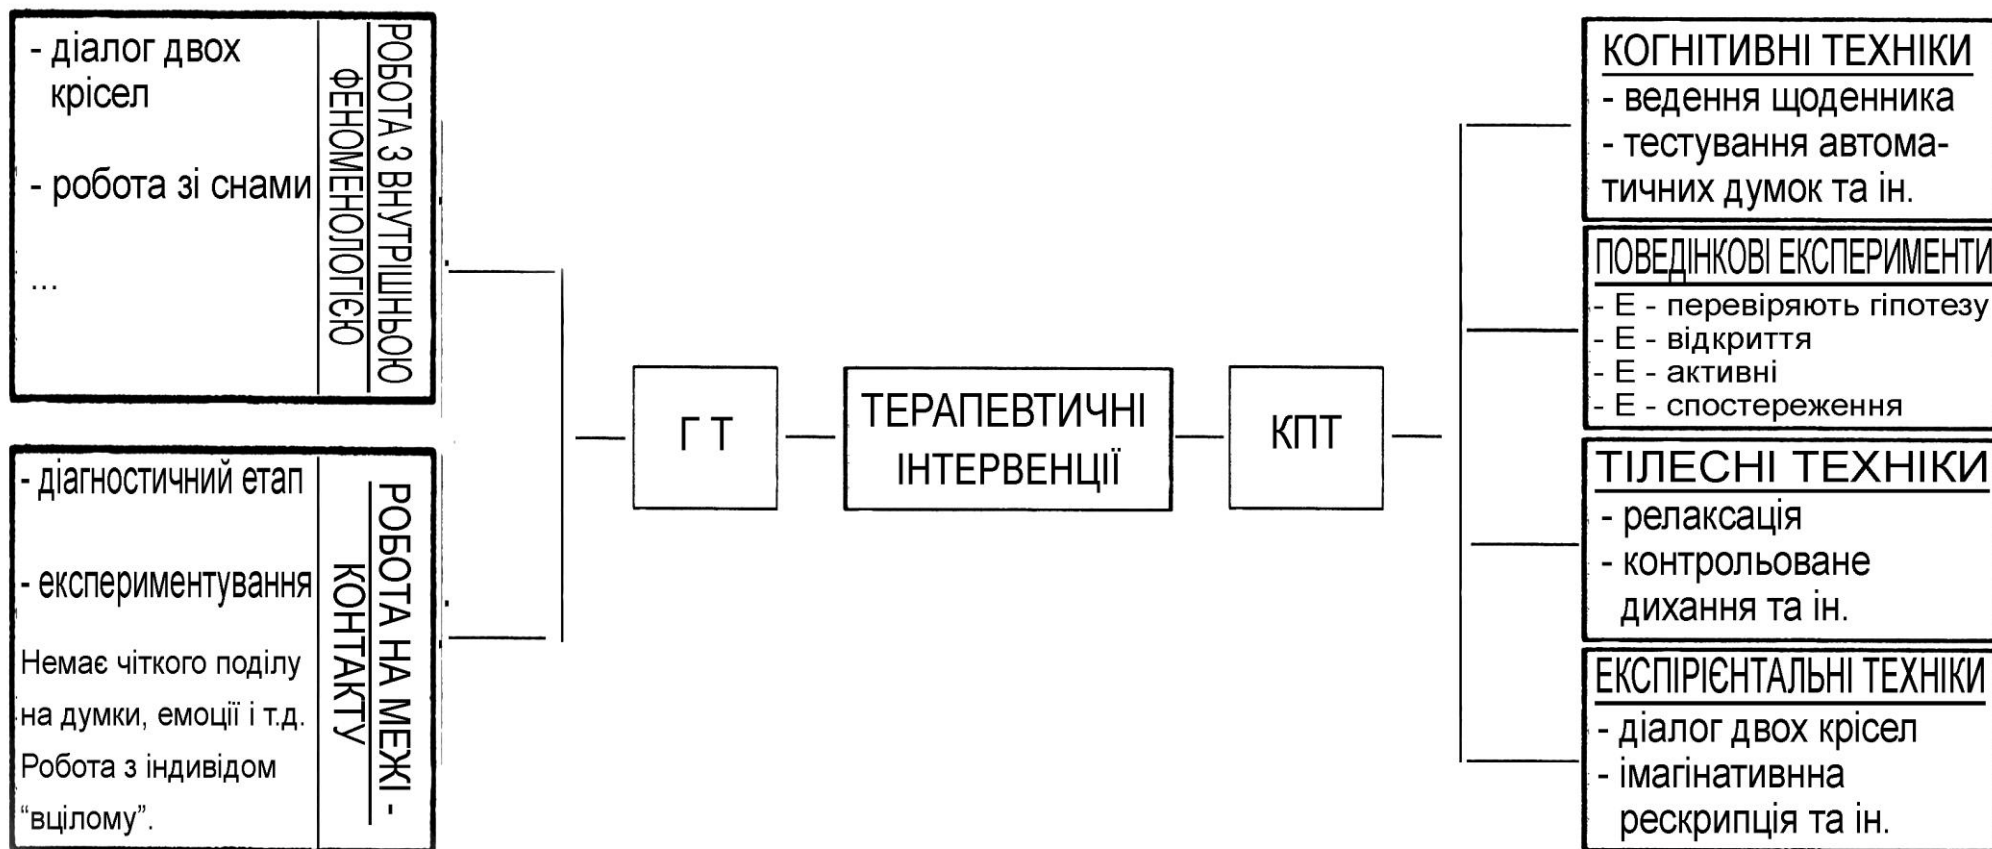 - діалог двох
крісел
- робота зі снами
...
РОБОТА З ВНУТРІШНЬОЮ
ФЕНОМЕНОЛОГІЄЮ
- діагностичний етап
- експериментування
Немає чіткого поділу
на думки, емоції і т.д.
Робота з індивідом
“вцілому”.
РОБОТА НА МЕЖІ -
КОНТАКТУ
Г Т
ТЕРАПЕВТИЧНІ
ІНТЕРВЕНЦІЇ
КПТ
КОГНІТИВНІ ТЕХНІКИ
- ведення щоденника
- тестування автома-
тичних думок та ін.
ПОВЕДІНКОВІ ЕКСПЕРИМЕНТИ
- Е - перевіряють гіпотезу
- Е - відкриття
- Е - активні
- Е - спостереження
ТІЛЕСНІ ТЕХНІКИ
- релаксація
- контрольоване
дихання та ін.
ЕКСПІРІЄНТАЛЬНІ ТЕХНІКИ
- діалог двох крісел
- імагінативнна
рескрипція та ін.